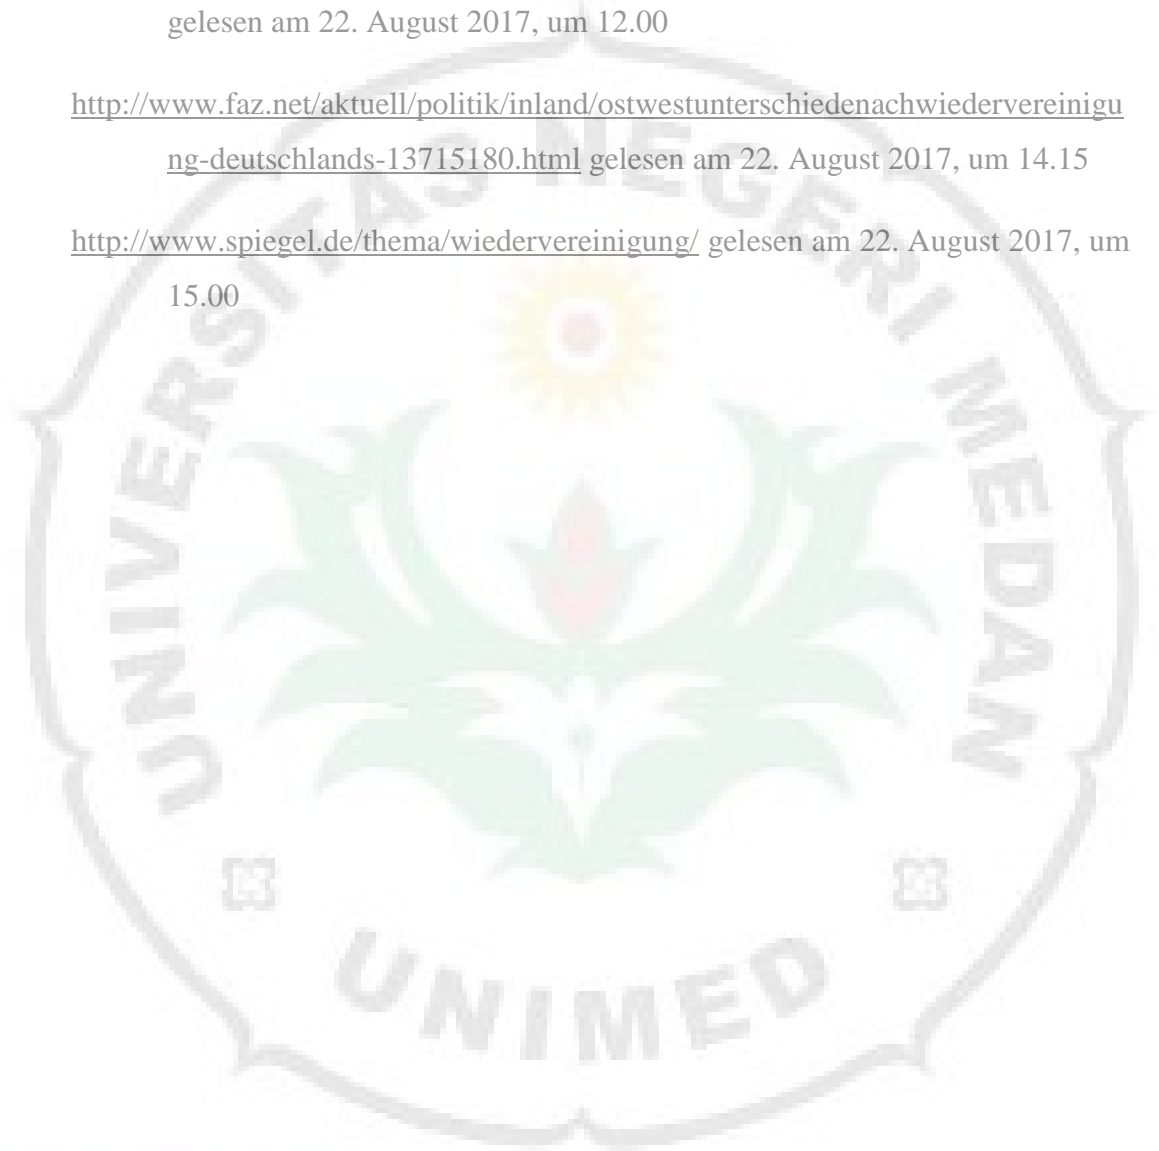 gelesen am 22. August 2017, um 12.00
http://www.faz.net/aktuell/politik/inland/ostwestunterschiedenachwiedervereinigu
ng-deutschlands-13715180.html gelesen am 22. August 2017, um 14.15
http://www.spiegel.de/thema/wiedervereinigung/ gelesen am 22. August 2017, um
15.00
UNIVERSITAS NEGERI MEDAN
UNIMED